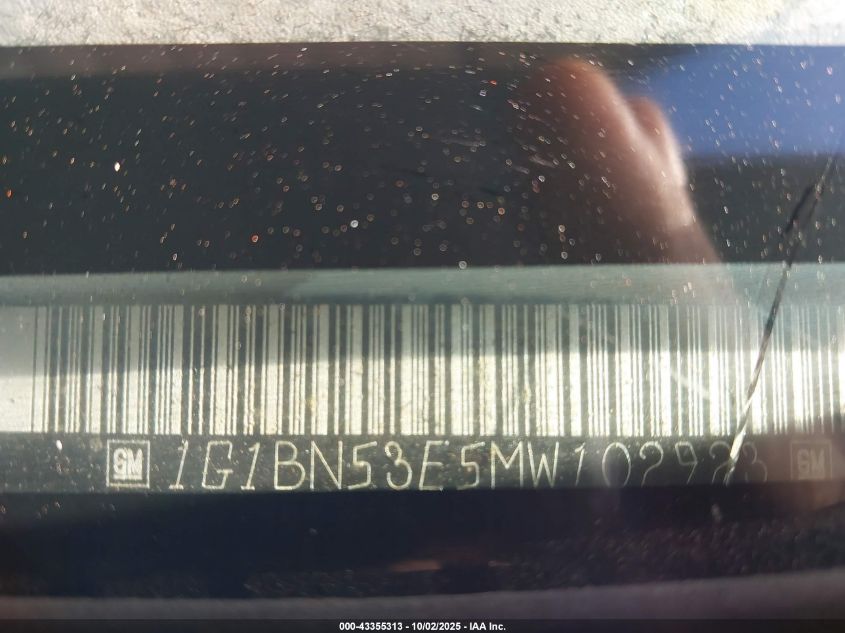 GM 1G1BN53E5MW102923 GM
000-43355313 - 10/02/2025 - IAA Inc.